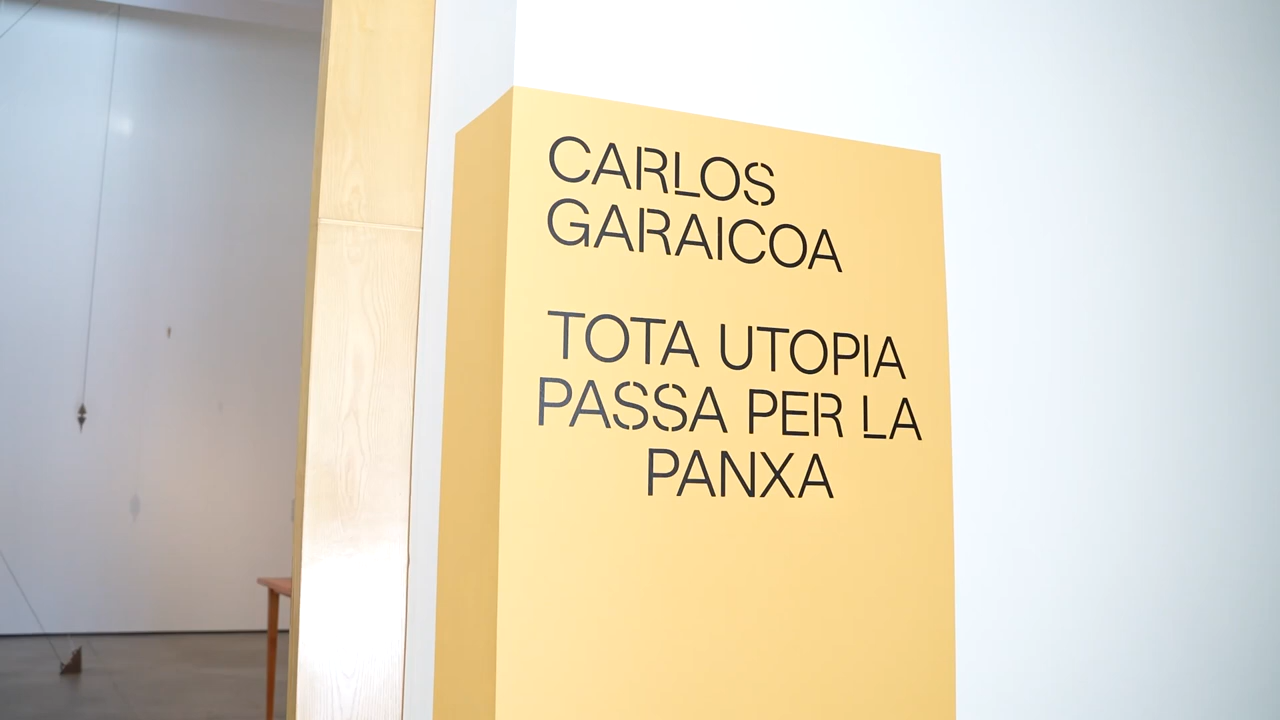 CARLOS
GARAICOA
TOTA UTOPIA
PASSA PER LA
PANXA